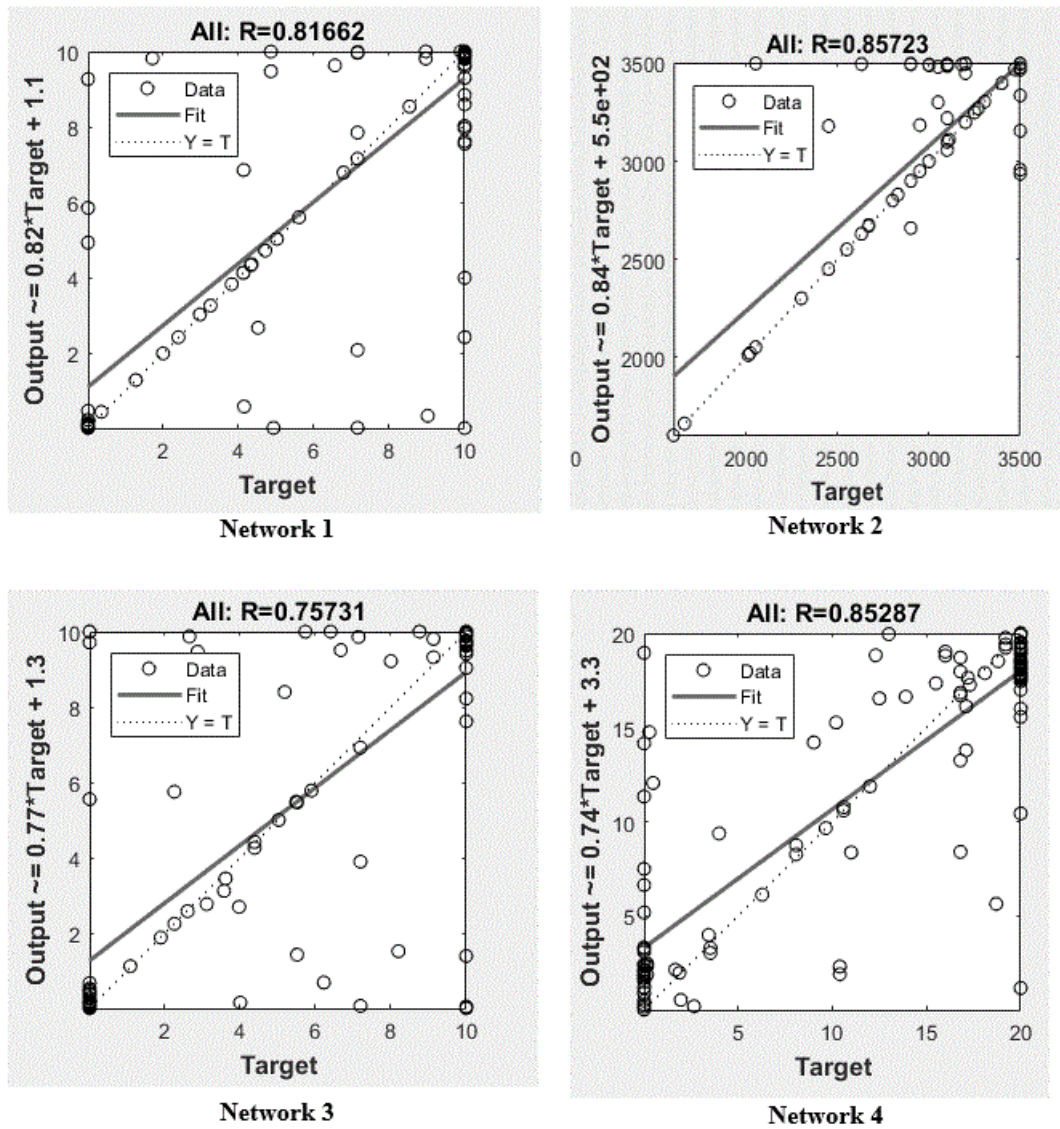 All: R=0.81662
Output ~= 0.82*Target + 1.1
10
8
6
4
2
Data
Fit
Y = T
2
4
6
8
10
Target
Network 1
All: R=0.85723
Output ~= 0.84*Target + 5.5e+02
3500
3000
2500
2000
Data
Fit
Y = T
0
2000
2500
3000
3500
Target
Network 2
All: R=0.75731
Output ~= 0.77*Target + 1.3
10
8
6
4
2
Data
Fit
Y = T
2
4
6
8
10
Target
Network 3
All: R=0.85287
Output ~= 0.74*Target + 3.3
20
15
10
5
Data
Fit
Y = T
5
10
15
20
Target
Network 4